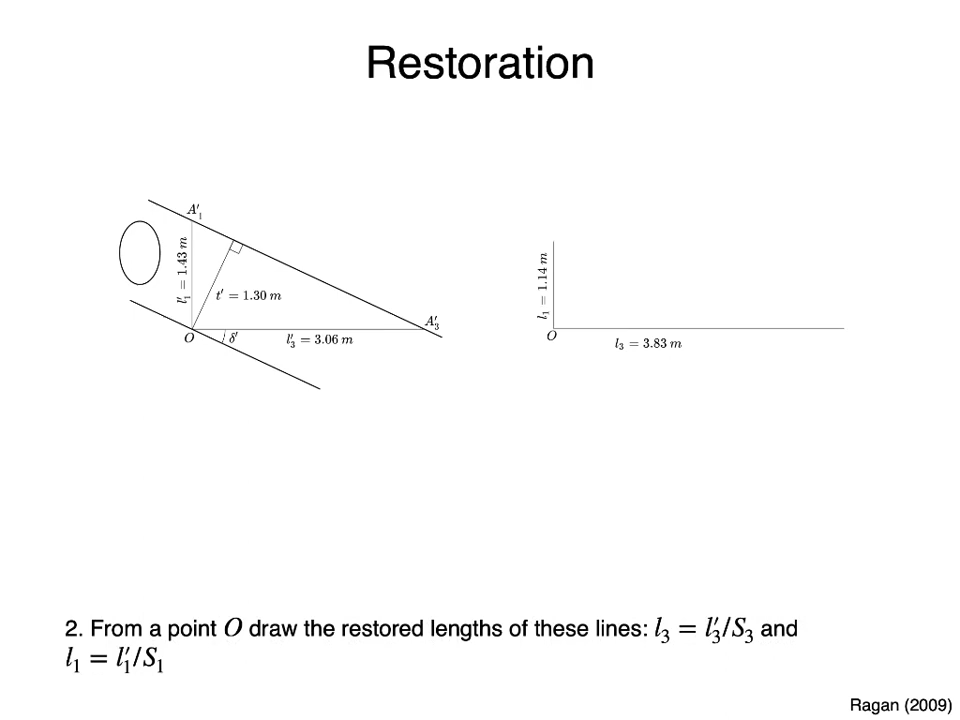 Restoration
A′₁
l′₁ = 1.43 m
t′ = 1.30 m
A′₃
O
δ′
l′₃ = 3.06 m
l₁ = 1.14 m
O
l₃ = 3.83 m
2. From a point O draw the restored lengths of these lines: l₃ = l′₃/S₃ and
l₁ = l′₁/S₁
Ragan (2009)